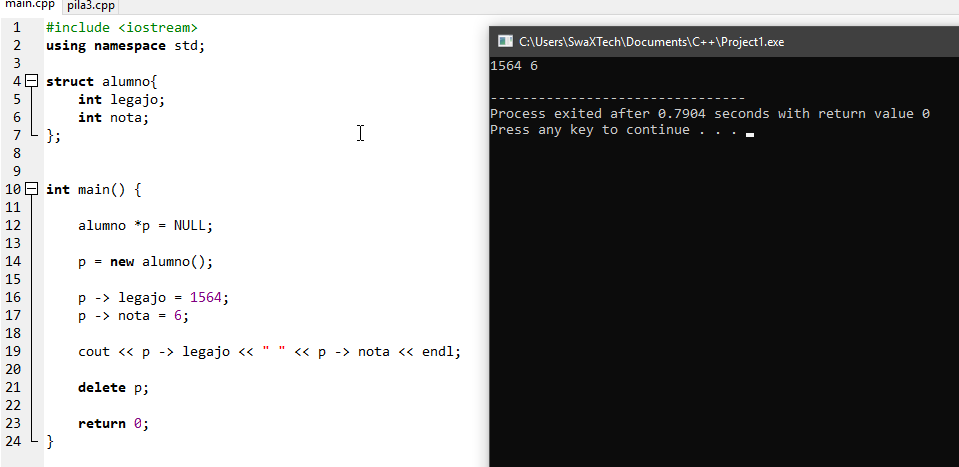 main.cpp pila3.cpp
1 #include <iostream>
2 using namespace std;
3
4 struct alumno{
5 int legajo;
6 int nota;
7 };
8
9
10 int main() {
11
12 alumno *p = NULL;
13
14 p = new alumno();
15
16 p -> legajo = 1564;
17 p -> nota = 6;
18
19 cout << p -> legajo << " " << p -> nota << endl;
20
21 delete p;
22
23 return 0;
24 }
C:\Users\SwaXTech\Documents\C++\Project1.exe
1564 6
--------------------------------
Process exited after 0.7904 seconds with return value 0
Press any key to continue . . .